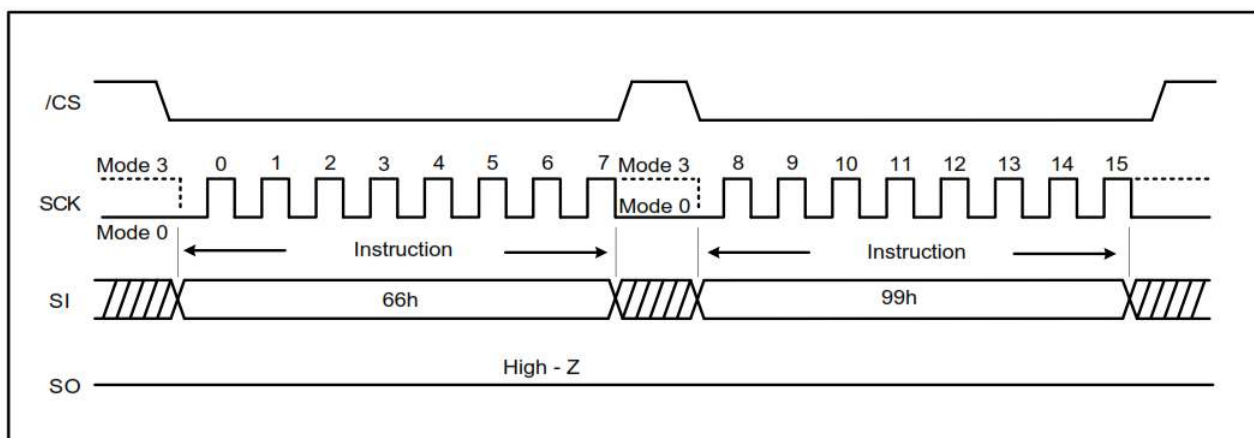 /CS
Mode 3 0 1 2 3 4 5 6 7 Mode 3 8 9 10 11 12 13 14 15
SCK
Mode 0
Mode 0
Instruction Instruction
SI 66h 99h
High - Z
SO